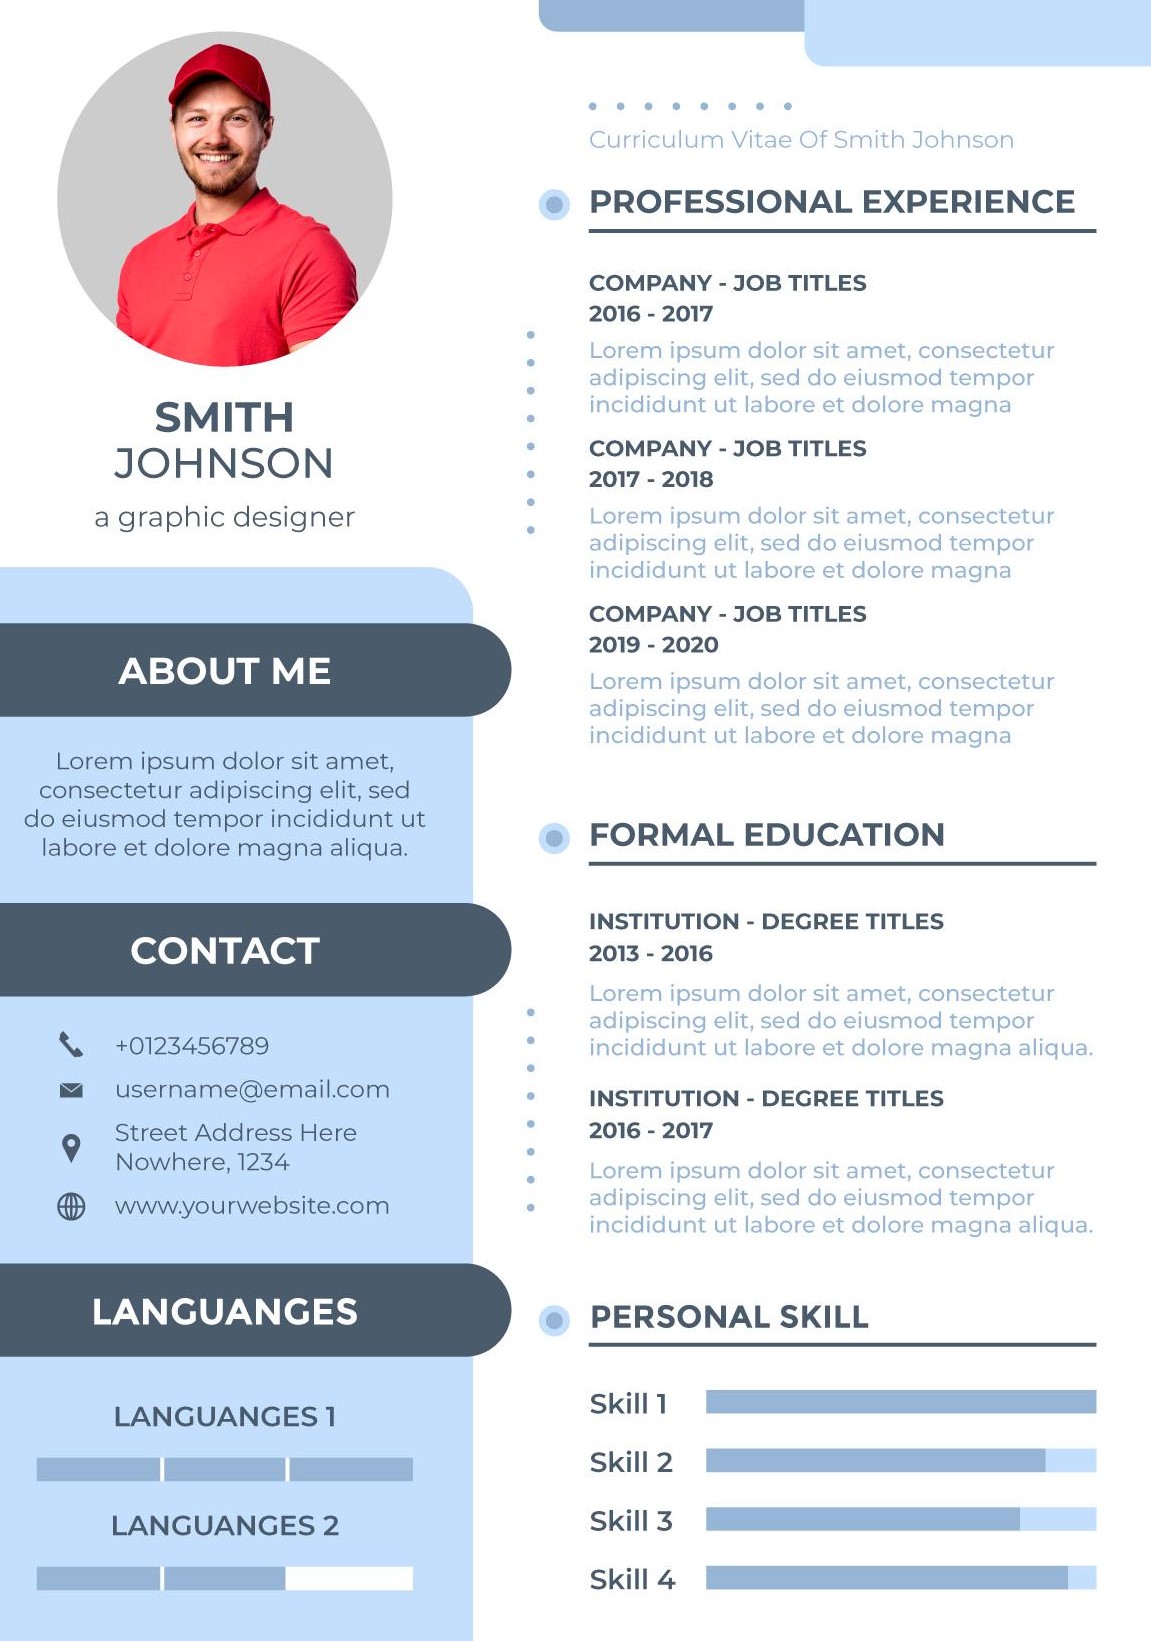 SMITH
JOHNSON
a graphic designer
ABOUT ME
Lorem ipsum dolor sit amet,
consectetur adipiscing elit, sed
do eiusmod tempor incididunt ut
labore et dolore magna aliqua.
CONTACT
+0123456789
username@email.com
Street Address Here
Nowhere, 1234
www.yourwebsite.com
LANGUANGES
LANGUANGES 1
LANGUANGES 2
Curriculum Vitae Of Smith Johnson
PROFESSIONAL EXPERIENCE
COMPANY - JOB TITLES
2016 - 2017
Lorem ipsum dolor sit amet, consectetur
adipiscing elit, sed do eiusmod tempor
incididunt ut labore et dolore magna
COMPANY - JOB TITLES
2017 - 2018
Lorem ipsum dolor sit amet, consectetur
adipiscing elit, sed do eiusmod tempor
incididunt ut labore et dolore magna
COMPANY - JOB TITLES
2019 - 2020
Lorem ipsum dolor sit amet, consectetur
adipiscing elit, sed do eiusmod tempor
incididunt ut labore et dolore magna
FORMAL EDUCATION
INSTITUTION - DEGREE TITLES
2013 - 2016
Lorem ipsum dolor sit amet, consectetur
adipiscing elit, sed do eiusmod tempor
incididunt ut labore et dolore magna aliqua.
INSTITUTION - DEGREE TITLES
2016 - 2017
Lorem ipsum dolor sit amet, consectetur
adipiscing elit, sed do eiusmod tempor
incididunt ut labore et dolore magna aliqua.
PERSONAL SKILL
Skill 1
Skill 2
Skill 3
Skill 4